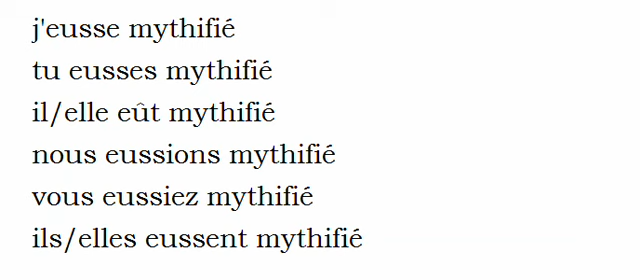 j'eusse mythifié
tu eusses mythifié
il/elle eût mythifié
nous eussions mythifié
vous eussiez mythifié
ils/elles eussent mythifié